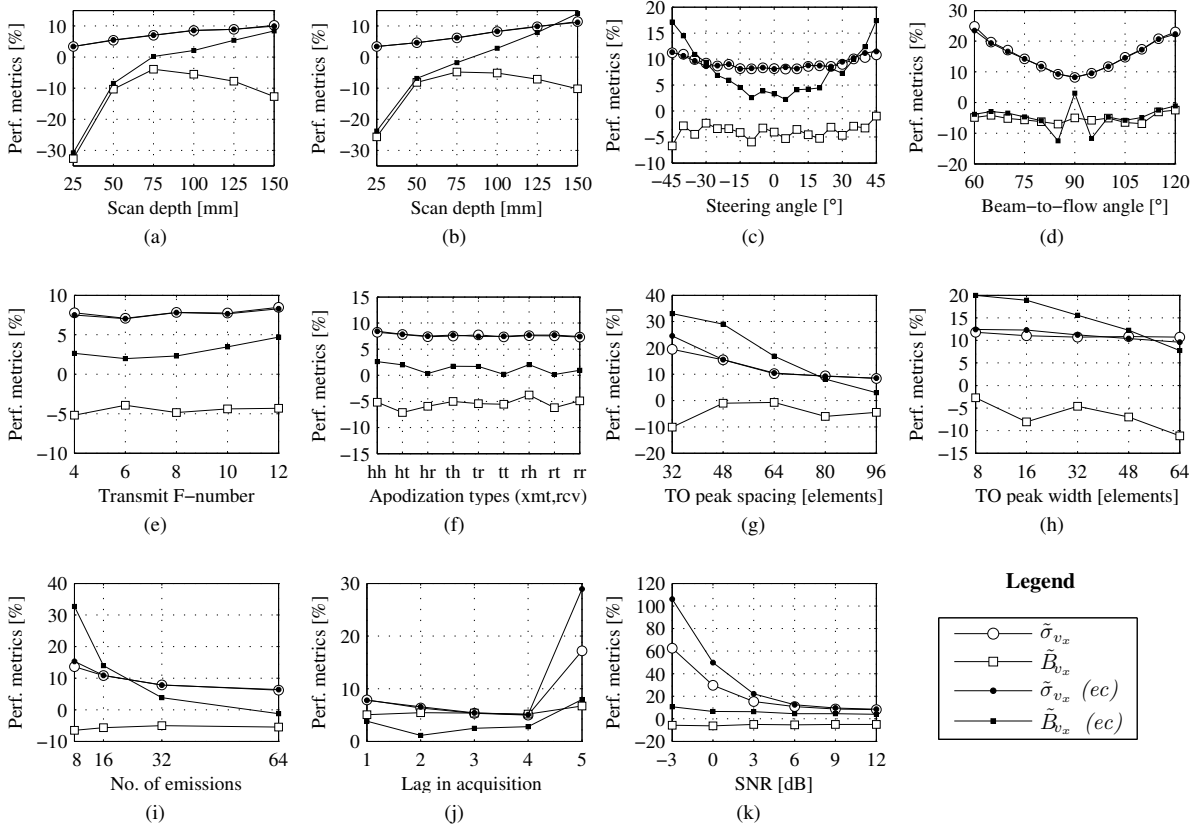 Perf. metrics [%]
10
0
−10
−20
−30
25 50 75 100 125 150
Scan depth [mm]
(a)
Perf. metrics [%]
10
0
−10
−20
−30
25 50 75 100 125 150
Scan depth [mm]
(b)
Perf. metrics [%]
20
15
10
5
0
−5
−10
−45 −30 −15 0 15 30 45
Steering angle [°]
(c)
Perf. metrics [%]
30
20
10
0
−10
−20
60 75 90 105 120
Beam−to−flow angle [°]
(d)
Perf. metrics [%]
10
5
0
−5
−10
4 6 8 10 12
Transmit F−number
(e)
Perf. metrics [%]
15
10
5
0
−5
−10
−15
hh ht hr th tr tt rh rt rr
Apodization types (xmt,rcv)
(f)
Perf. metrics [%]
40
30
20
10
0
−10
−20
32 48 64 80 96
TO peak spacing [elements]
(g)
Perf. metrics [%]
20
15
10
5
0
−5
−10
−15
8 16 32 48 64
TO peak width [elements]
(h)
Perf. metrics [%]
40
30
20
10
0
−10
8 16 32 64
No. of emissions
(i)
Perf. metrics [%]
30
20
10
0
1 2 3 4 5
Lag in acquisition
(j)
Perf. metrics [%]
120
100
80
60
40
20
0
−20
−3 0 3 6 9 12
SNR [dB]
(k)
Legend
σ̃_{v_x}
B̃_{v_x}
σ̃_{v_x} (ec)
B̃_{v_x} (ec)